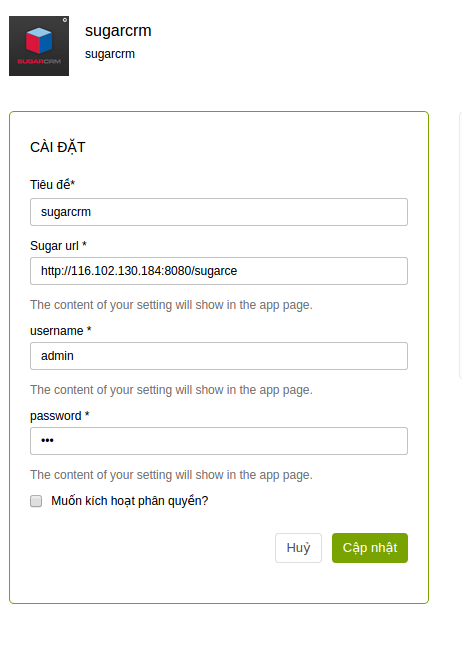 sugarcrm
SUGARCRM
sugarcrm
CÀI ĐẶT
Tiêu đề*
sugarcrm
Sugar url *
http://116.102.130.184:8080/sugarce
The content of your setting will show in the app page.
username *
admin
The content of your setting will show in the app page.
password *
•••
The content of your setting will show in the app page.
Muốn kích hoạt phân quyền?
Huỷ Cập nhật